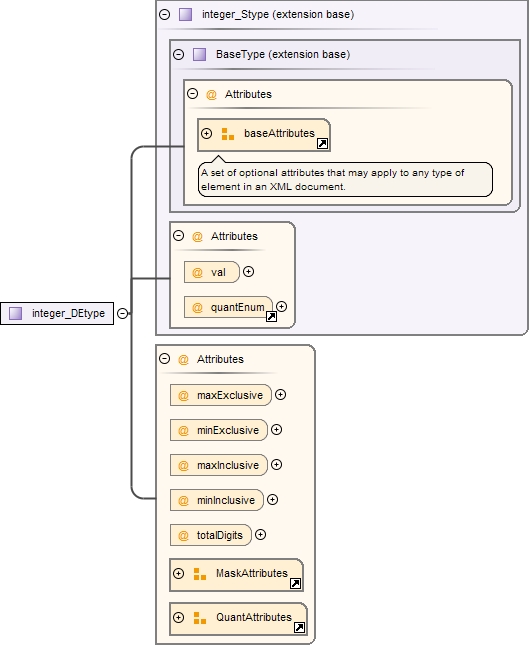 integer_Stype (extension base)
BaseType (extension base)
@ Attributes
baseAttributes
A set of optional attributes that may apply to any type of
element in an XML document.
@ Attributes
@ val
@ quantEnum
integer_DEtype
@ Attributes
@ maxExclusive
@ minExclusive
@ maxInclusive
@ minInclusive
@ totalDigits
MaskAttributes
QuantAttributes